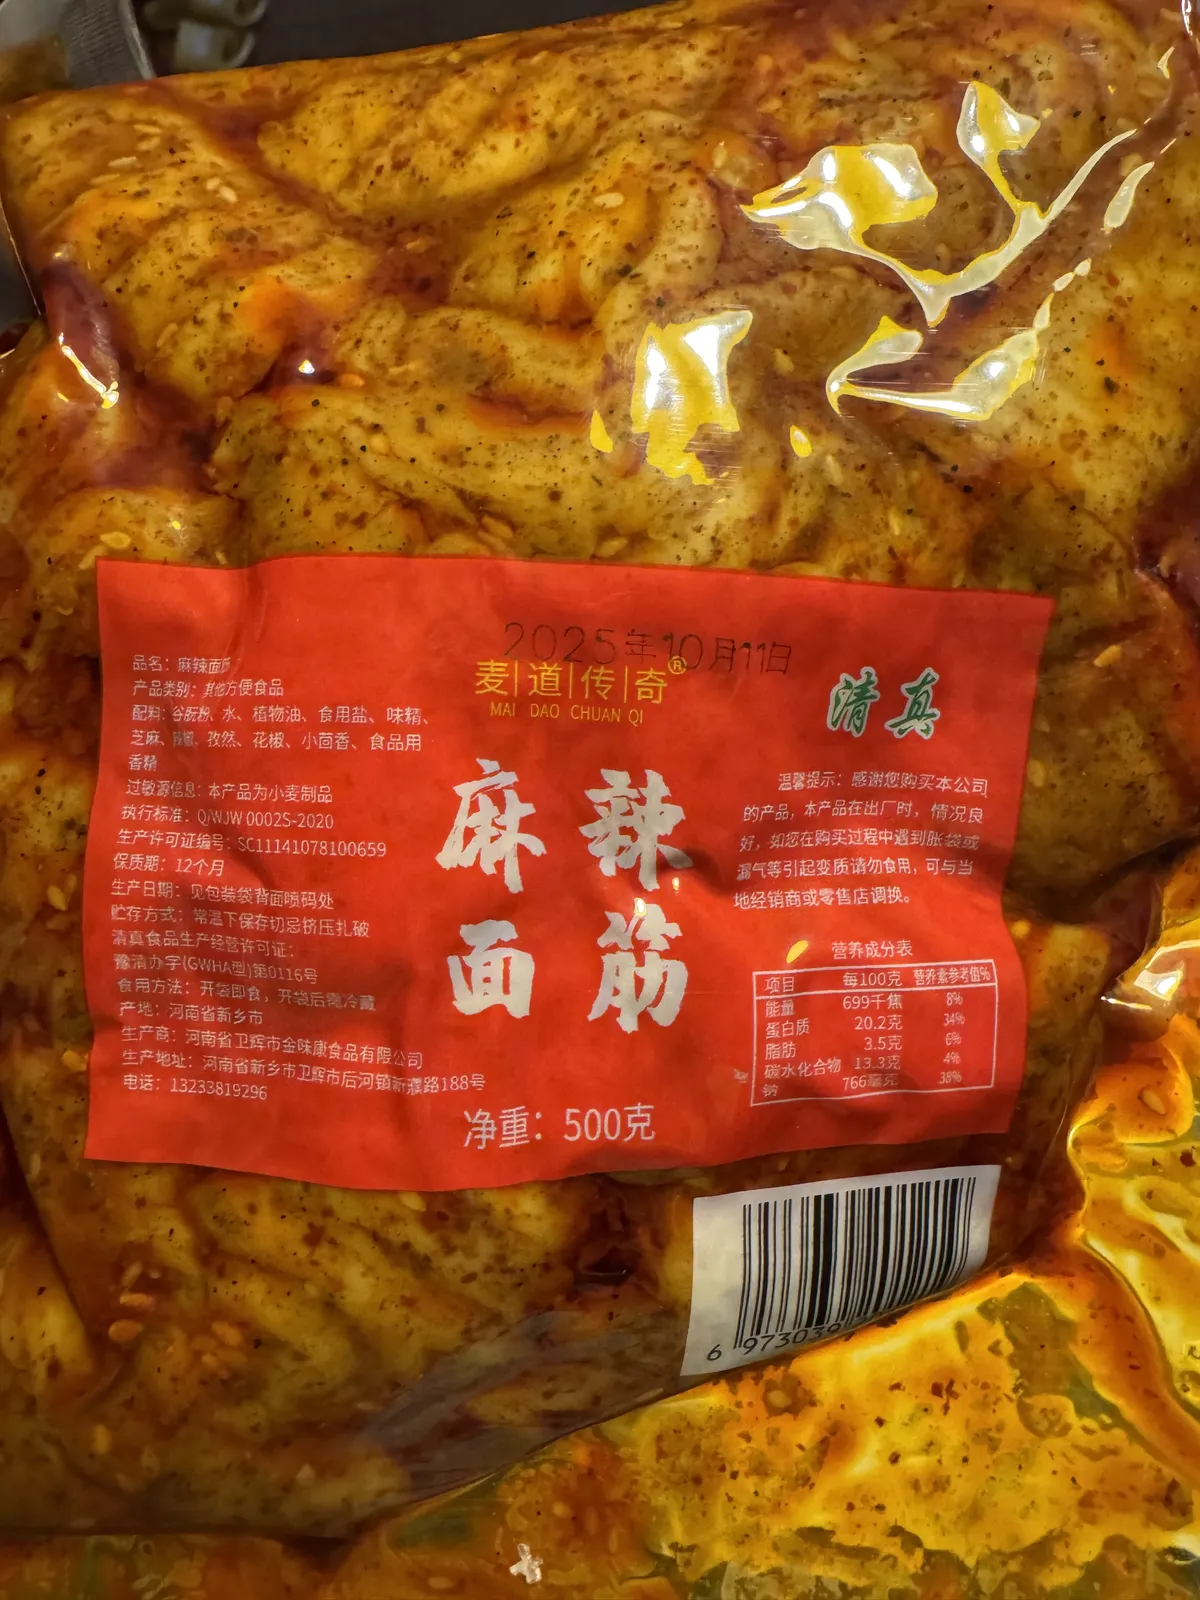 2025年10月11日
麦|道|传|奇®
MAI DAO CHUAN QI
清真
麻辣
面筋
净重：500克
品名：麻辣面筋
产品类别：其他方便食品
配料：谷朊粉、水、植物油、食用盐、味精、
芝麻、辣椒、孜然、花椒、小茴香、食品用
香精
过敏源信息：本产品为小麦制品
执行标准：Q/WJW 0002S-2020
生产许可证编号：SC11141078100659
保质期：12个月
生产日期：见包装袋背面喷码处
贮存方式：常温下保存切忌挤压扎破
清真食品生产经营许可证：
豫清办字(GWHA型)第0116号
食用方法：开袋即食，开袋后需冷藏
产地：河南省新乡市
生产商：河南省卫辉市金味康食品有限公司
生产地址：河南省新乡市卫辉市后河镇新濮路188号
电话：13233819296
温馨提示：感谢您购买本公司
的产品，本产品在出厂时，情况良
好，如您在购买过程中遇到胀袋或
漏气等引起变质请勿食用，可与当
地经销商或零售店调换。
营养成分表
项目 每100克 营养素参考值%
能量 699千焦 8%
蛋白质 20.2克 34%
脂肪 3.5克 6%
碳水化合物 13.3克 4%
钠 766毫克 38%
6 973039